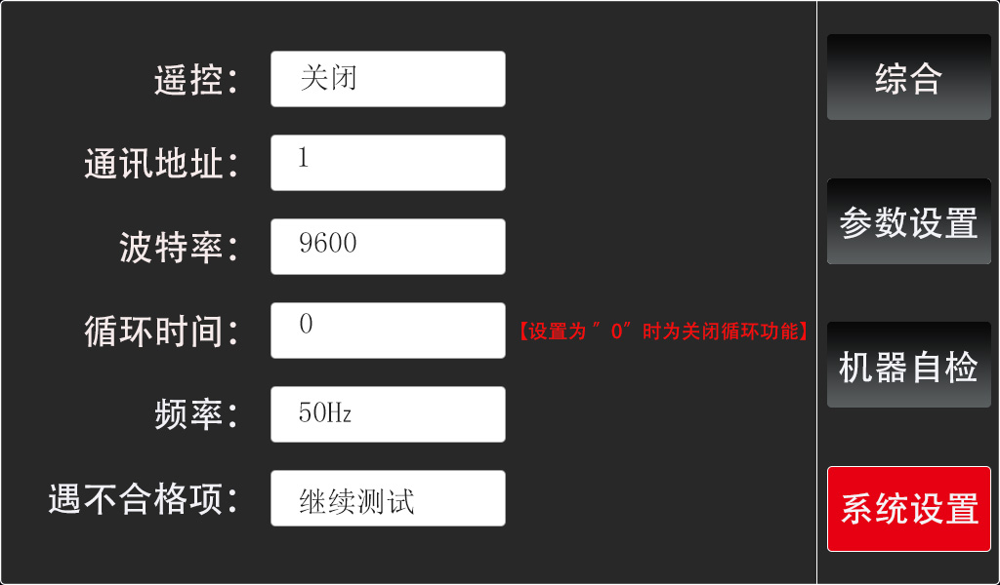 遥控： 关闭
通讯地址： 1
波特率： 9600
循环时间： 0 【设置为＂0＂时为关闭循环功能】
频率： 50Hz
遇不合格项： 继续测试
综合
参数设置
机器自检
系统设置